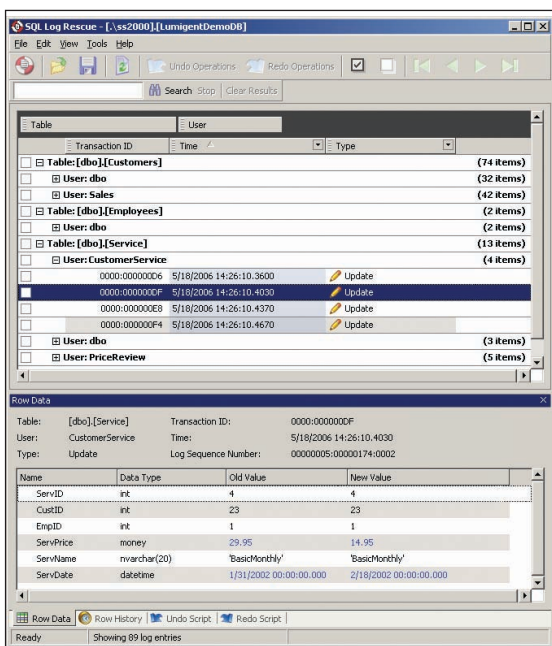 SQL Log Rescue - [.\ss2000].[LumigentDemoDB]
File Edit View Tools Help
Undo Operations Redo Operations
Search Stop Clear Results
Table User
Transaction ID Time Type
Table: [dbo].[Customers] (74 items)
User: dbo (32 items)
User: Sales (42 items)
Table: [dbo].[Employees] (2 items)
User: dbo (2 items)
Table: [dbo].[Service] (13 items)
User: CustomerService (4 items)
0000:000000D6 5/18/2006 14:26:10.3600 Update
0000:000000DF 5/18/2006 14:26:10.4030 Update
0000:000000E8 5/18/2006 14:26:10.4370 Update
0000:000000F4 5/18/2006 14:26:10.4670 Update
User: dbo (3 items)
User: PriceReview (5 items)
Row Data
Table: [dbo].[Service] Transaction ID: 0000:000000DF
User: CustomerService Time: 5/18/2006 14:26:10.4030
Type: Update Log Sequence Number: 00000005:00000174:0002
Name Data Type Old Value New Value
ServID int 4 4
CustID int 23 23
EmpID int 1 1
ServPrice money 29.95 14.95
ServName nvarchar(20) 'BasicMonthly' 'BasicMonthly'
ServDate datetime 1/31/2002 00:00:00.000 2/18/2002 00:00:00.000
Row Data Row History Undo Script Redo Script
Ready Showing 89 log entries